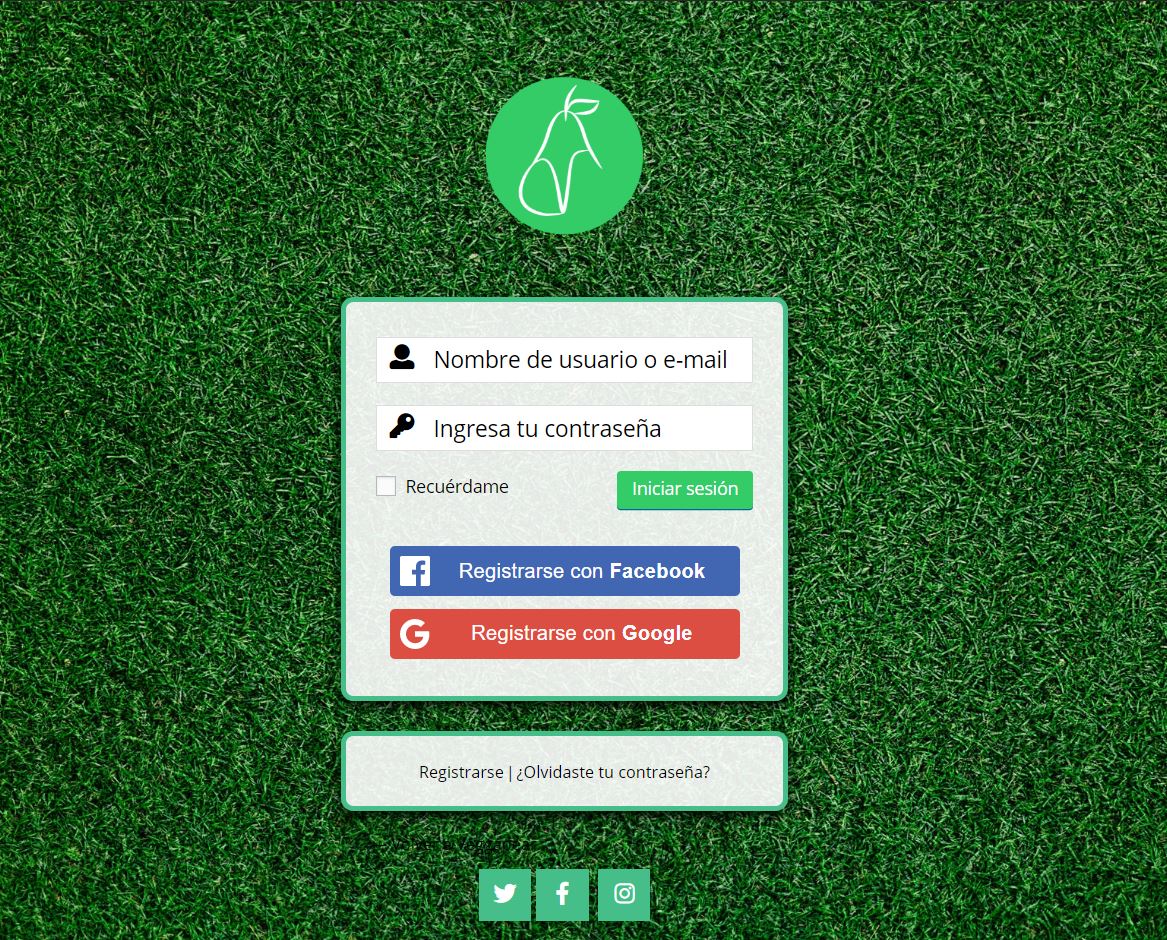 Nombre de usuario o e-mail
Ingresa tu contraseña
Recuérdame
Iniciar sesión
Registrarse con Facebook
Registrarse con Google
Registrarse | ¿Olvidaste tu contraseña?